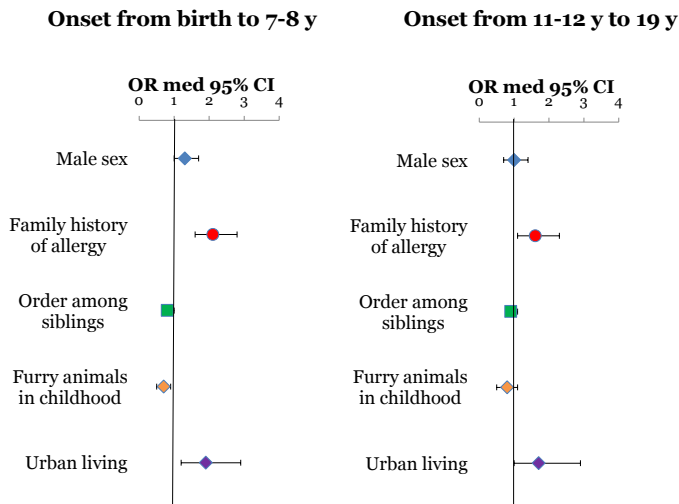 Onset from birth to 7-8 y
OR med 95% CI
0 1 2 3 4
Male sex
Family history
of allergy
Order among
siblings
Furry animals
in childhood
Urban living
Onset from 11-12 y to 19 y
OR med 95% CI
0 1 2 3 4
Male sex
Family history
of allergy
Order among
siblings
Furry animals
in childhood
Urban living